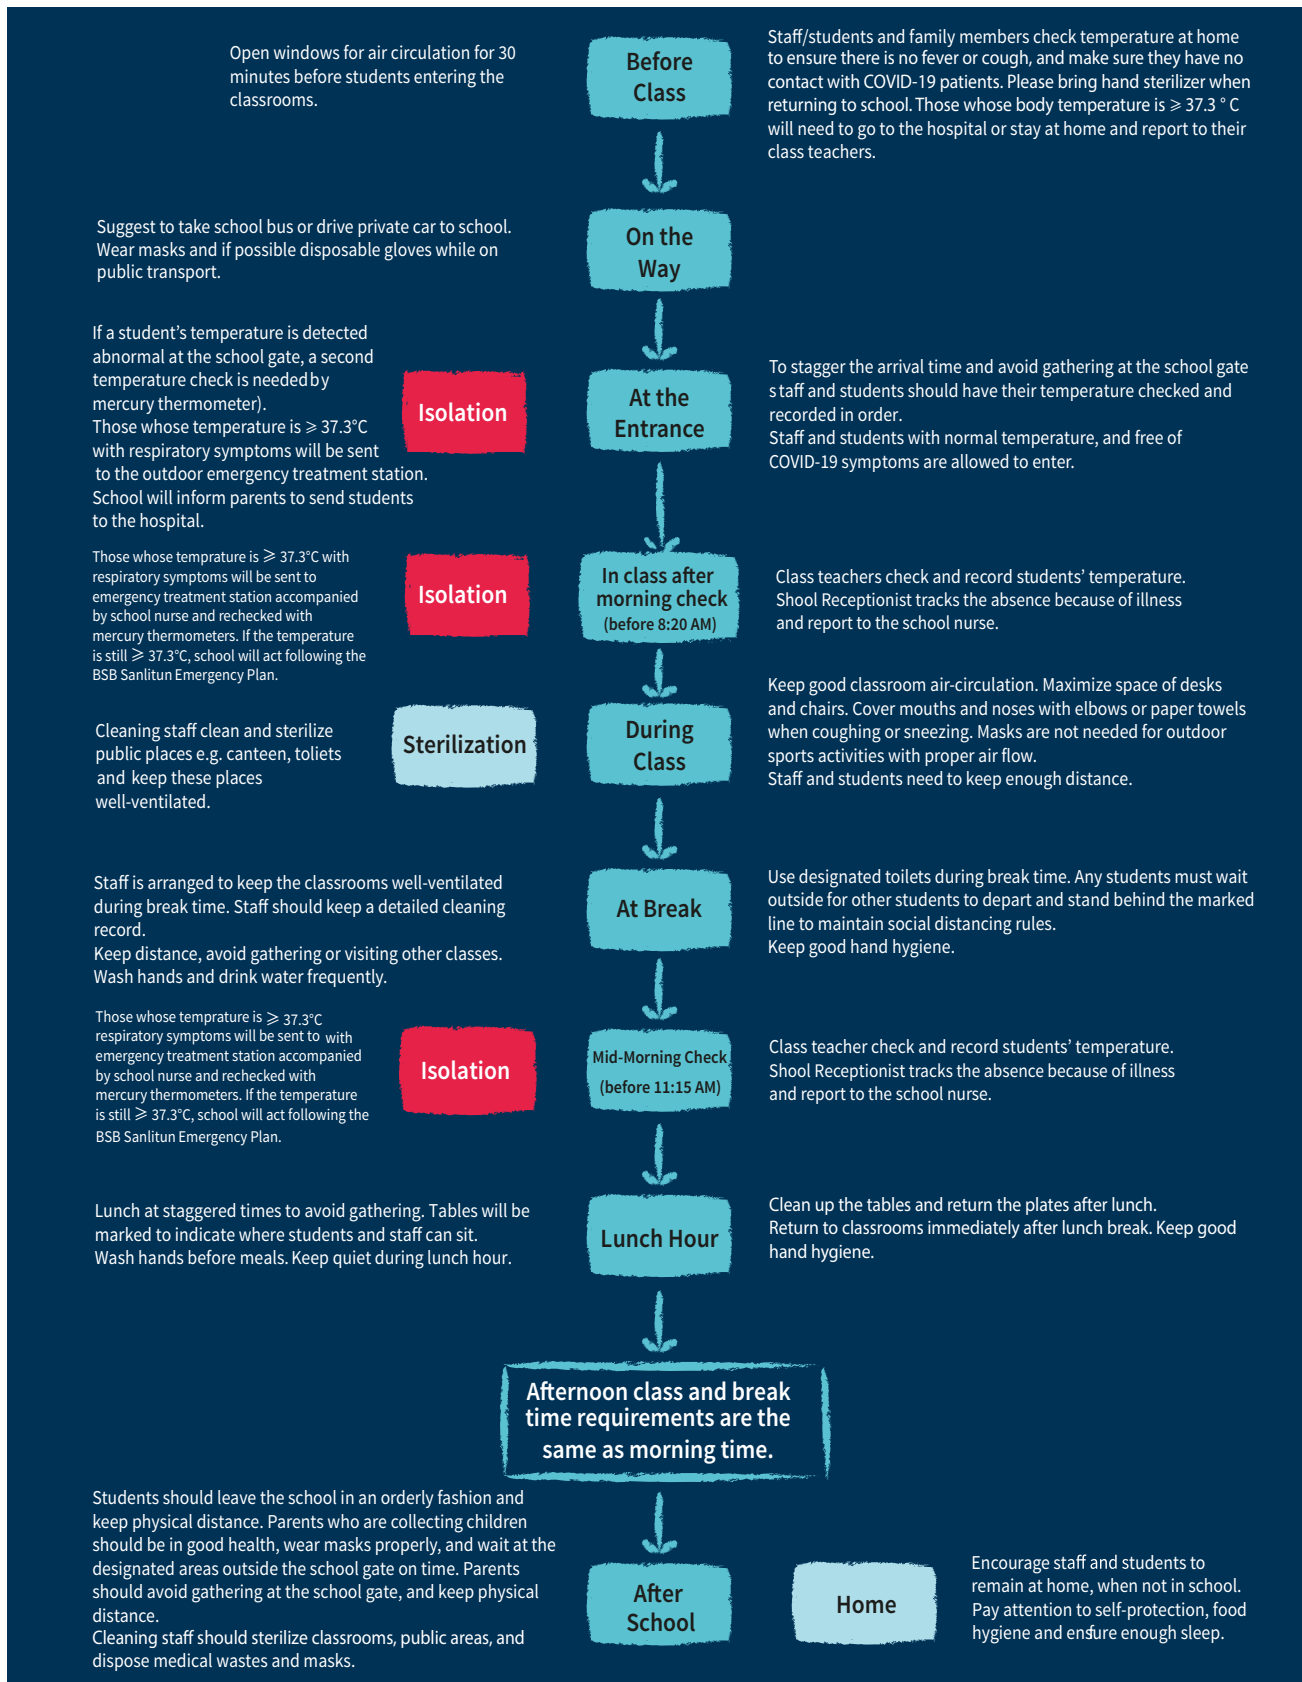 Open windows for air circulation for 30
minutes before students entering the
classrooms.
Before
Class
Staff/students and family members check temperature at home
to ensure there is no fever or cough, and make sure they have no
contact with COVID-19 patients. Please bring hand sterilizer when
returning to school. Those whose body temperature is ≥ 37.3 ° C
will need to go to the hospital or stay at home and report to their
class teachers.
Suggest to take school bus or drive private car to school.
Wear masks and if possible disposable gloves while on
public transport.
On the
Way
If a student’s temperature is detected
abnormal at the school gate, a second
temperature check is needed by
mercury thermometer).
Those whose temperature is ≥ 37.3°C
with respiratory symptoms will be sent
to the outdoor emergency treatment station.
School will inform parents to send students
to the hospital.
Isolation
At the
Entrance
To stagger the arrival time and avoid gathering at the school gate
s taff and students should have their temperature checked and
recorded in order.
Staff and students with normal temperature, and free of
COVID-19 symptoms are allowed to enter.
Those whose temprature is ≥ 37.3°C with
respiratory symptoms will be sent to
emergency treatment station accompanied
by school nurse and rechecked with
mercury thermometers. If the temperature
is still ≥ 37.3°C, school will act following the
BSB Sanlitun Emergency Plan.
Isolation
In class after
morning check
(before 8:20 AM)
Class teachers check and record students’ temperature.
Shool Receptionist tracks the absence because of illness
and report to the school nurse.
Cleaning staff clean and sterilize
public places e.g. canteen, toliets
and keep these places
well-ventilated.
Sterilization
During
Class
Keep good classroom air-circulation. Maximize space of desks
and chairs. Cover mouths and noses with elbows or paper towels
when coughing or sneezing. Masks are not needed for outdoor
sports activities with proper air flow.
Staff and students need to keep enough distance.
Staff is arranged to keep the classrooms well-ventilated
during break time. Staff should keep a detailed cleaning
record.
Keep distance, avoid gathering or visiting other classes.
Wash hands and drink water frequently.
At Break
Use designated toilets during break time. Any students must wait
outside for other students to depart and stand behind the marked
line to maintain social distancing rules.
Keep good hand hygiene.
Those whose temprature is ≥ 37.3°C
respiratory symptoms will be sent to with
emergency treatment station accompanied
by school nurse and rechecked with
mercury thermometers. If the temperature
is still ≥ 37.3°C, school will act following the
BSB Sanlitun Emergency Plan.
Isolation
Mid-Morning Check
(before 11:15 AM)
Class teacher check and record students’ temperature.
Shool Receptionist tracks the absence because of illness
and report to the school nurse.
Lunch at staggered times to avoid gathering. Tables will be
marked to indicate where students and staff can sit.
Wash hands before meals. Keep quiet during lunch hour.
Lunch Hour
Clean up the tables and return the plates after lunch.
Return to classrooms immediately after lunch break. Keep good
hand hygiene.
Afternoon class and break
time requirements are the
same as morning time.
Students should leave the school in an orderly fashion and
keep physical distance. Parents who are collecting children
should be in good health, wear masks properly, and wait at the
designated areas outside the school gate on time. Parents
should avoid gathering at the school gate, and keep physical
distance.
Cleaning staff should sterilize classrooms, public areas, and
dispose medical wastes and masks.
After
School
Home
Encourage staff and students to
remain at home, when not in school.
Pay attention to self-protection, food
hygiene and ensfure enough sleep.